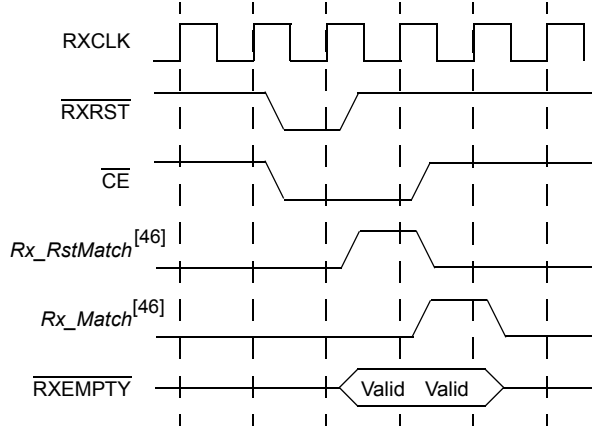 RXCLK
RXRST
CE
Rx_RstMatch[46]
Rx_Match[46]
RXEMPTY Valid Valid